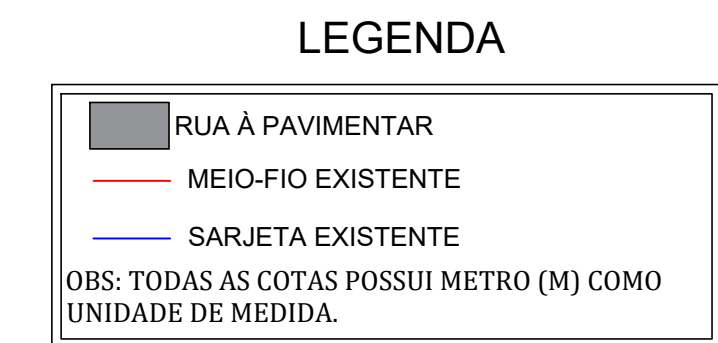 LEGENDA
RUA À PAVIMENTAR
MEIO-FIO EXISTENTE
SARJETA EXISTENTE
OBS: TODAS AS COTAS POSSUI METRO (M) COMO
UNIDADE DE MEDIDA.